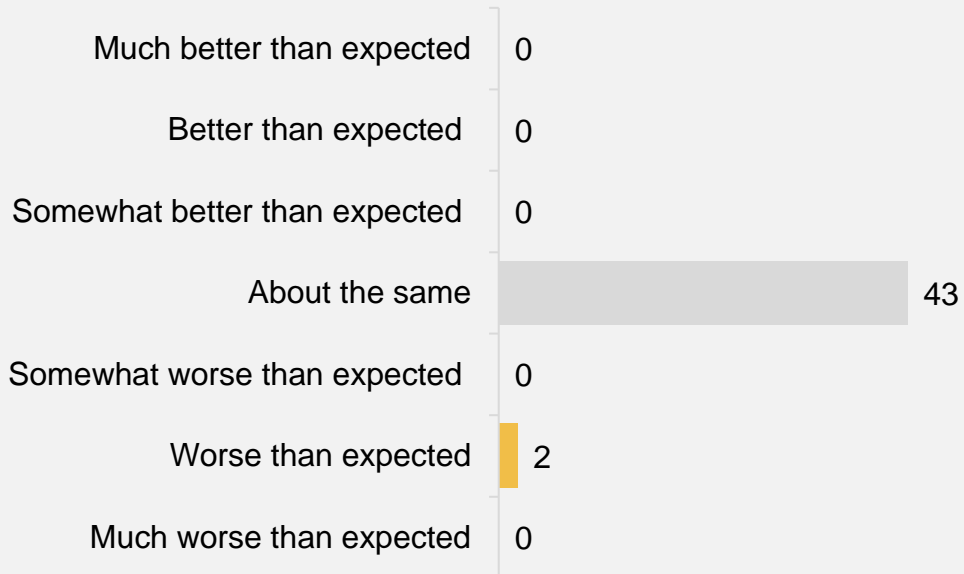 Much better than expected 0
Better than expected 0
Somewhat better than expected 0
About the same 43
Somewhat worse than expected 0
Worse than expected 2
Much worse than expected 0